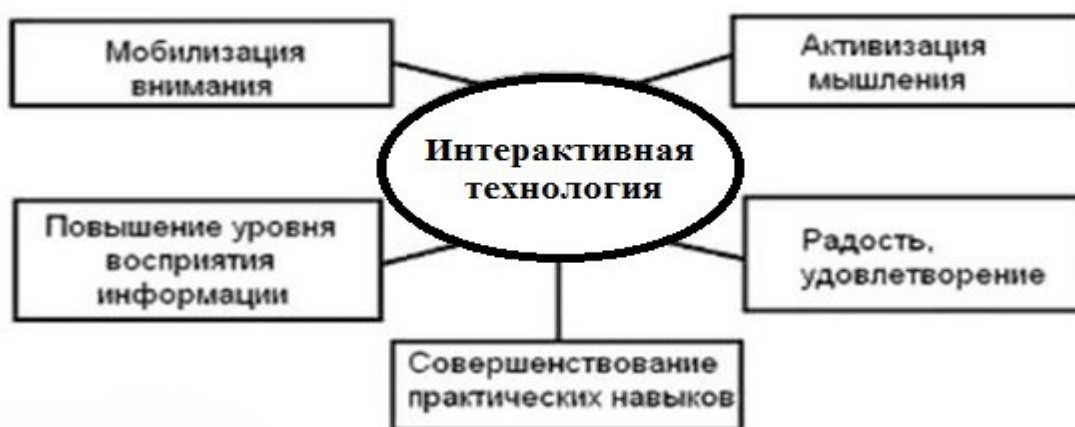 Мобилизация
внимания
Активизация
мышления
Интерактивная
технология
Повышение уровня
восприятия
информации
Радость,
удовлетворение
Совершенствование
практических навыков